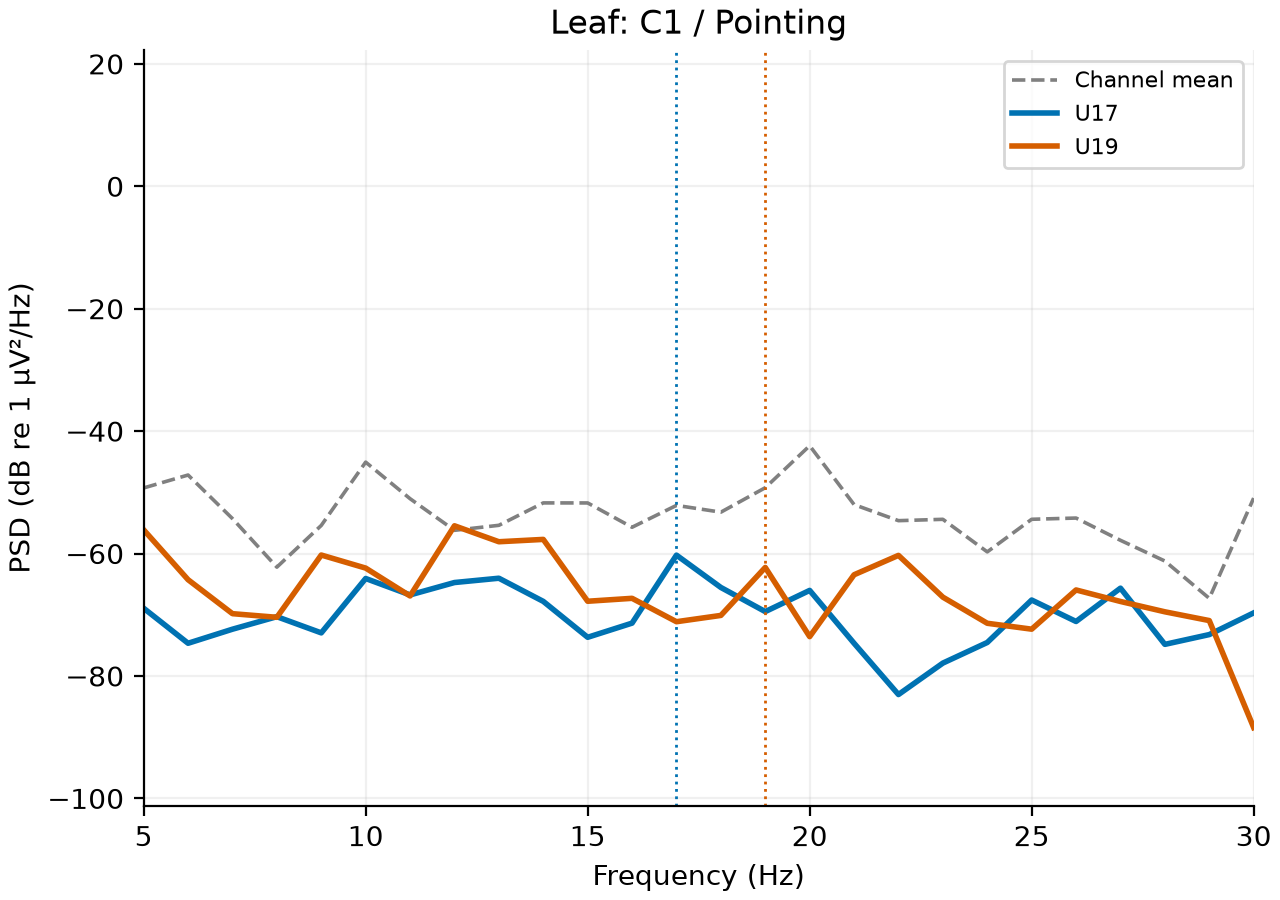 Leaf: C1 / Pointing
20
0
−20
−40
−60
−80
−100
PSD (dB re 1 µV²/Hz)
Channel mean
U17
U19
5 10 15 20 25 30
Frequency (Hz)